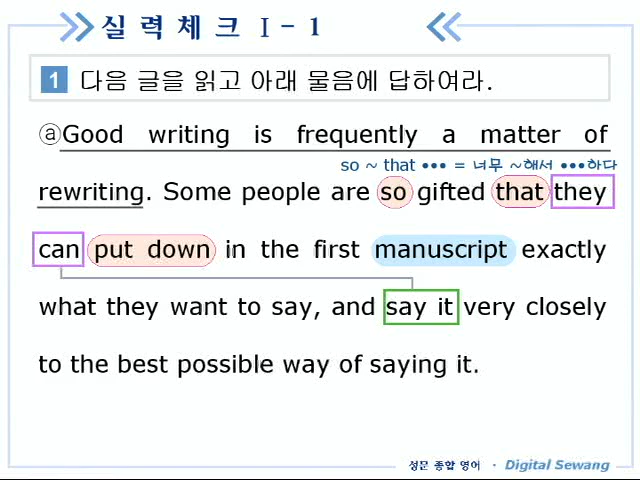 실 력 체 크 I - 1
1 다음 글을 읽고 아래 물음에 답하여라.
ⓐGood writing is frequently a matter of
so ~ that ••• = 너무 ~해서 •••하다
rewriting. Some people are so gifted that they
can put down in the first manuscript exactly
what they want to say, and say it very closely
to the best possible way of saying it.
성문 종합 영어 · Digital Sewang